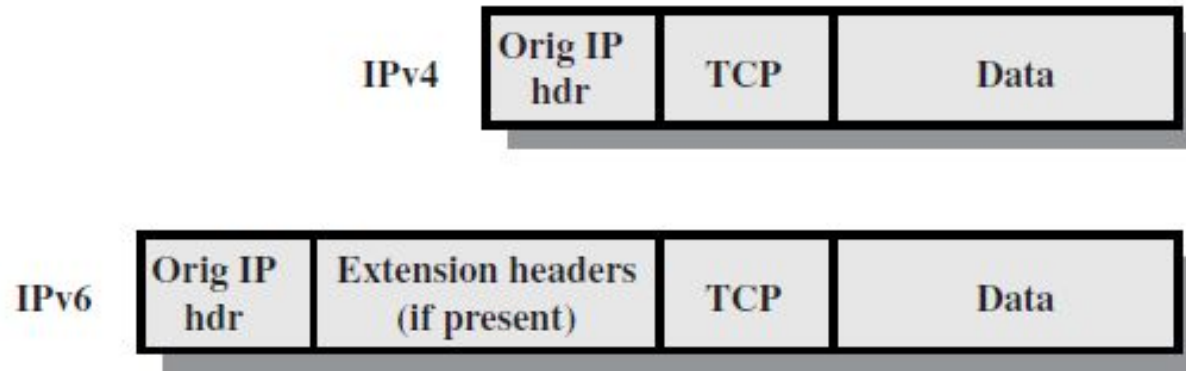 IPv4
Orig IP
hdr
TCP
Data
IPv6
Orig IP
hdr
Extension headers
(if present)
TCP
Data